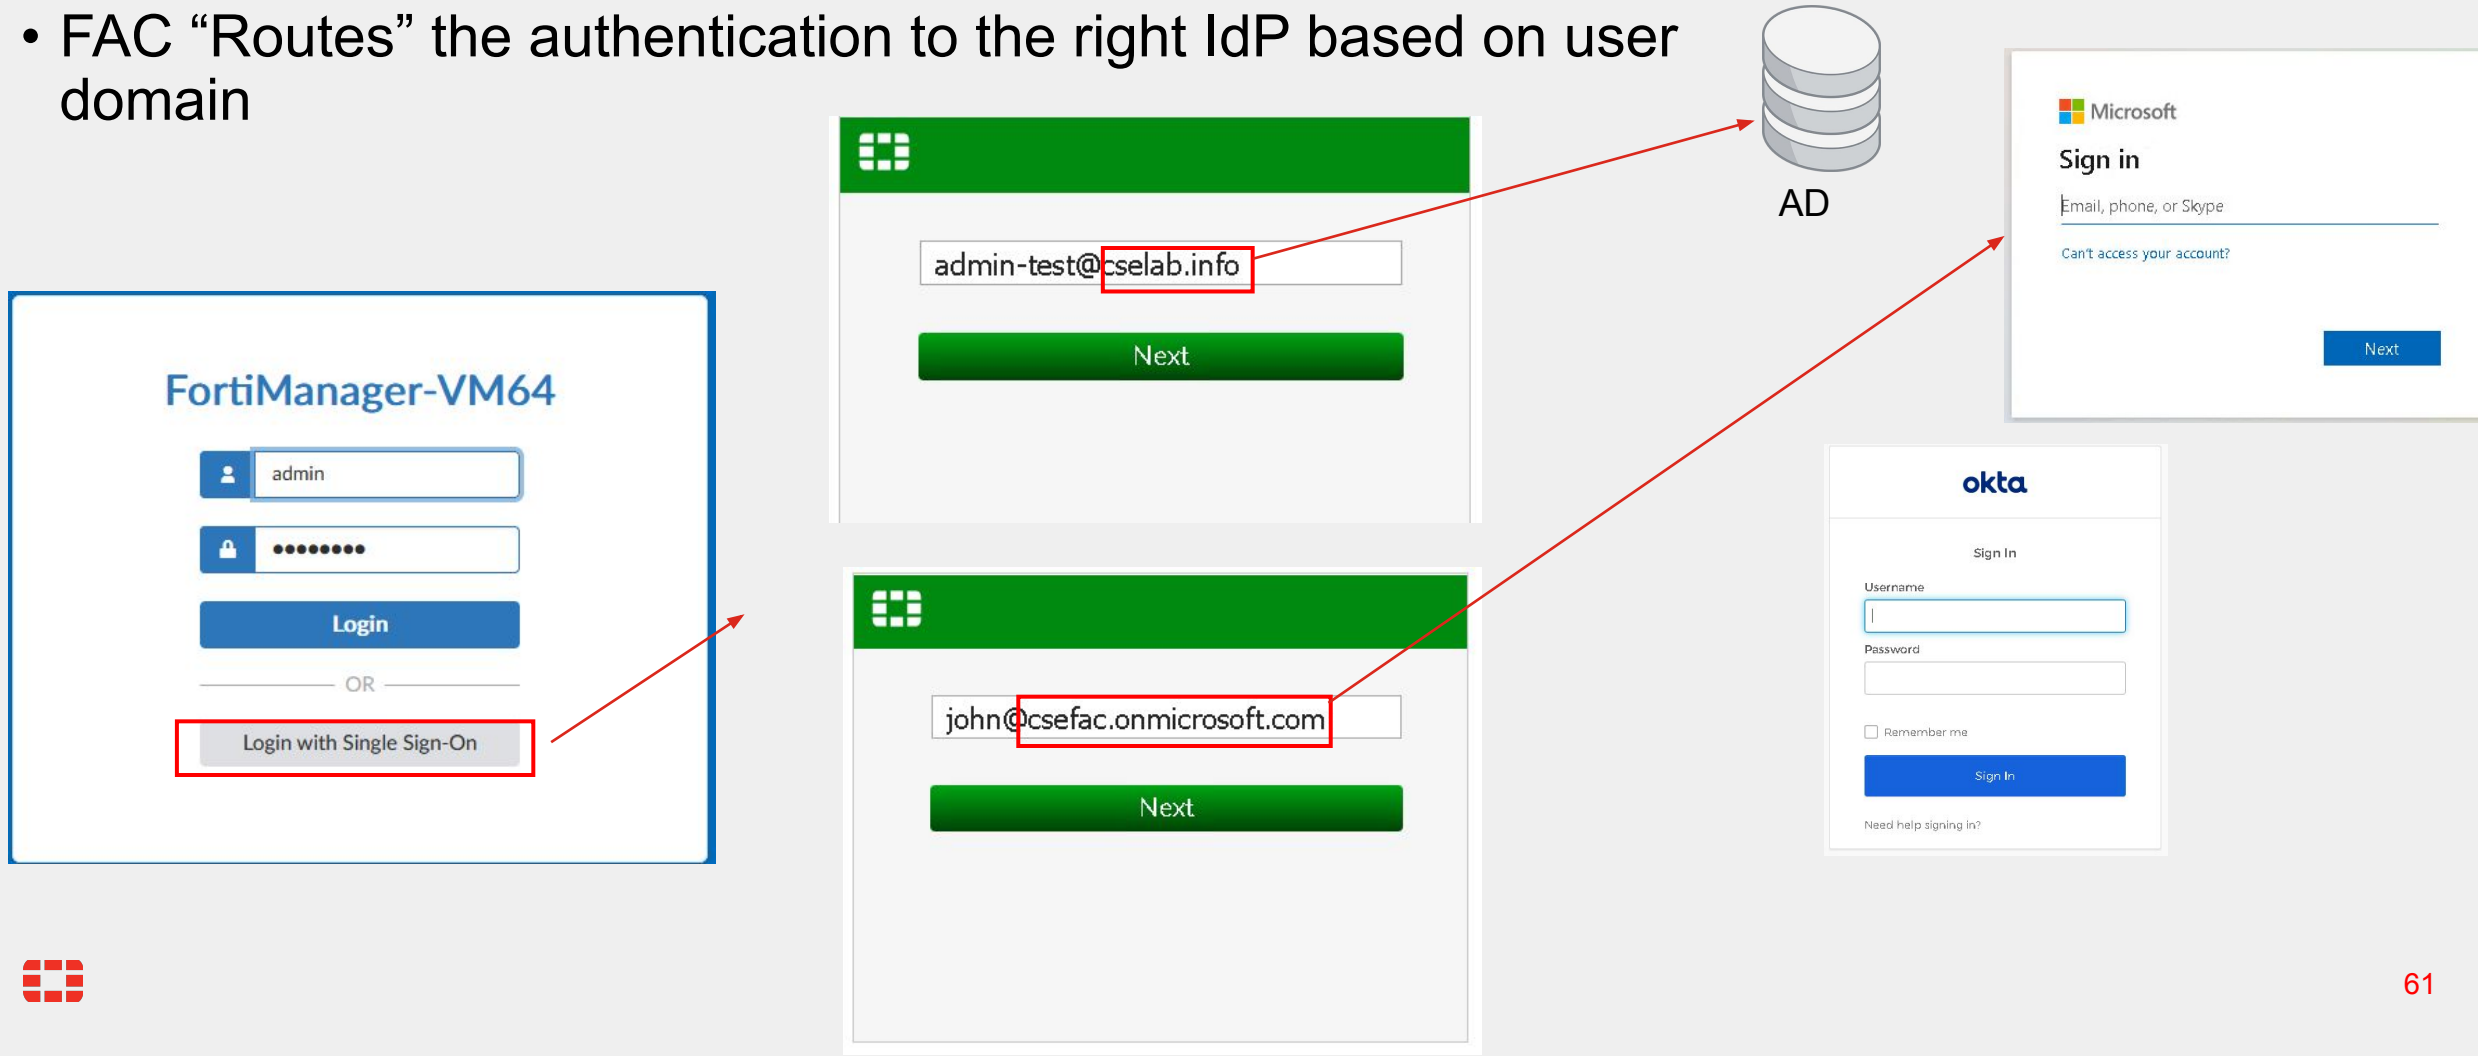 • FAC “Routes” the authentication to the right IdP based on user
domain
FortiManager-VM64
admin
••••••••
Login
OR
Login with Single Sign-On
admin-test@cselab.info
Next
john@csefac.onmicrosoft.com
Next
AD
Microsoft
Sign in
Email, phone, or Skype
Can't access your account?
Next
okta
Sign In
Username
Password
Remember me
Sign In
Need help signing in?
61